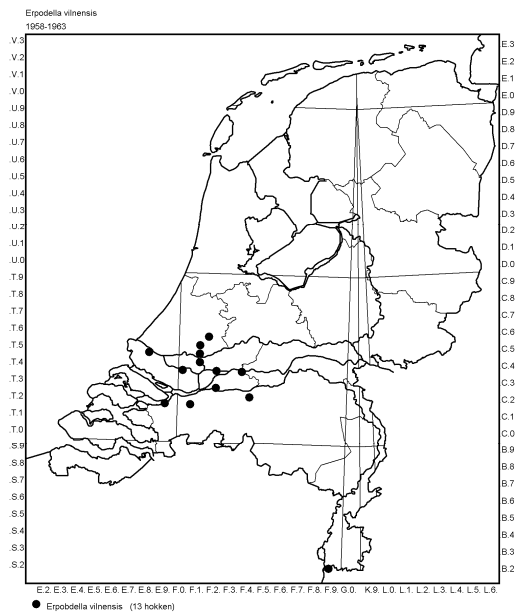 Erpodella vilnensis
1958-1963
.V.3
.V.2
.V.1
.V.0
.U.9
.U.8
.U.7
.U.6
.U.5
.U.4
.U.3
.U.2
.U.1
.U.0
.T.9
.T.8
.T.7
.T.6
.T.5
.T.4
.T.3
.T.2
.T.1
.T.0
.S.9
.S.8
.S.7
.S.6
.S.5
.S.4
.S.3
.S.2
E.3
E.2
E.1
E.0
D.9
D.8
D.7
D.6
D.5
D.4
D.3
D.2
D.1
D.0
C.9
C.8
C.7
C.6
C.5
C.4
C.3
C.2
C.1
C.0
B.9
B.8
B.7
B.6
B.5
B.4
B.3
B.2
E.2. E.3. E.4. E.5. E.6. E.7. E.8. E.9. F.0. F.1. F.2. F.3. F.4. F.5. F.6. F.7. F.8. F.9. G.0. K.9. L.0. L.1. L.2. L.3. L.4. L.5. L.6.
Erpobdella vilnensis (13 hokken)